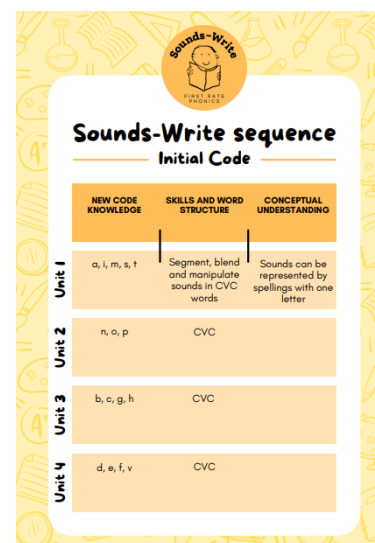 Sounds-Write
FIRST RATE
PHONICS
Sounds-Write sequence
Initial Code
NEW CODE
KNOWLEDGE
SKILLS AND WORD
STRUCTURE
CONCEPTUAL
UNDERSTANDING
Unit 1
a, i, m, s, t
Segment, blend
and manipulate
sounds in CVC
words
Sounds can be
represented by
spellings with one
letter
Unit 2
n, o, p
CVC
Unit 3
b, c, g, h
CVC
Unit 4
d, e, f, v
CVC